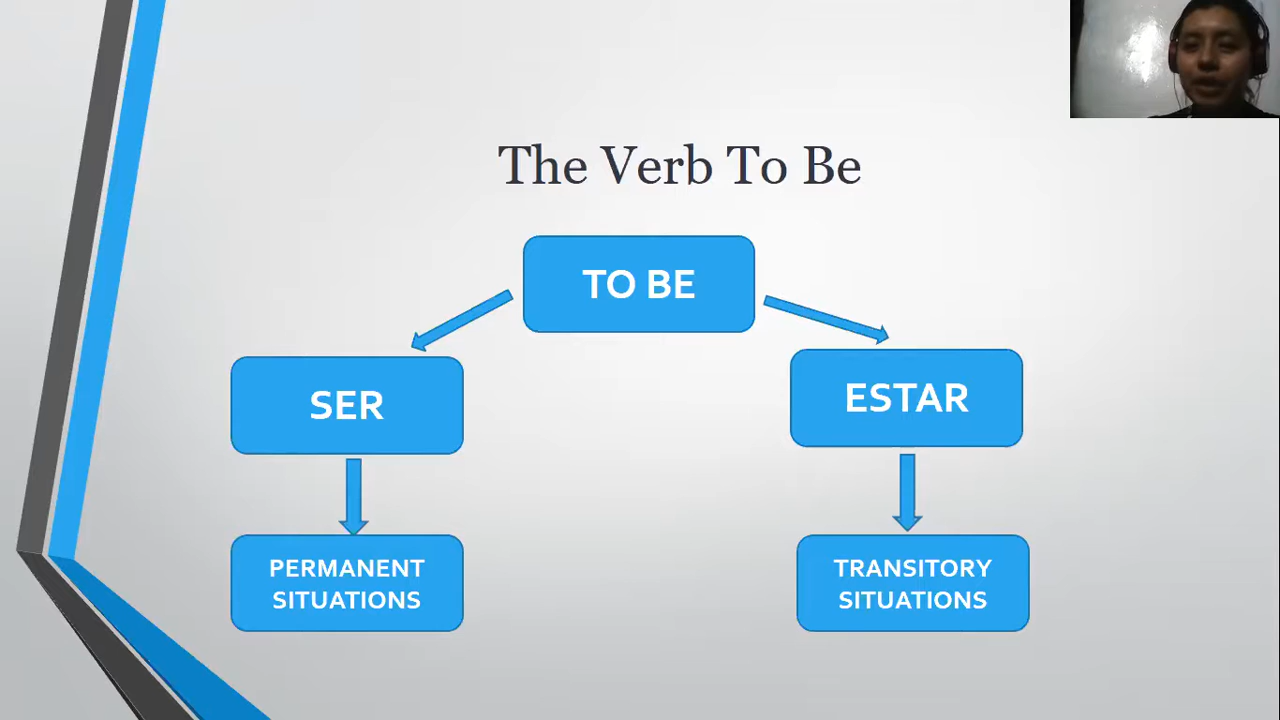 The Verb To Be
TO BE
SER
ESTAR
PERMANENT
SITUATIONS
TRANSITORY
SITUATIONS